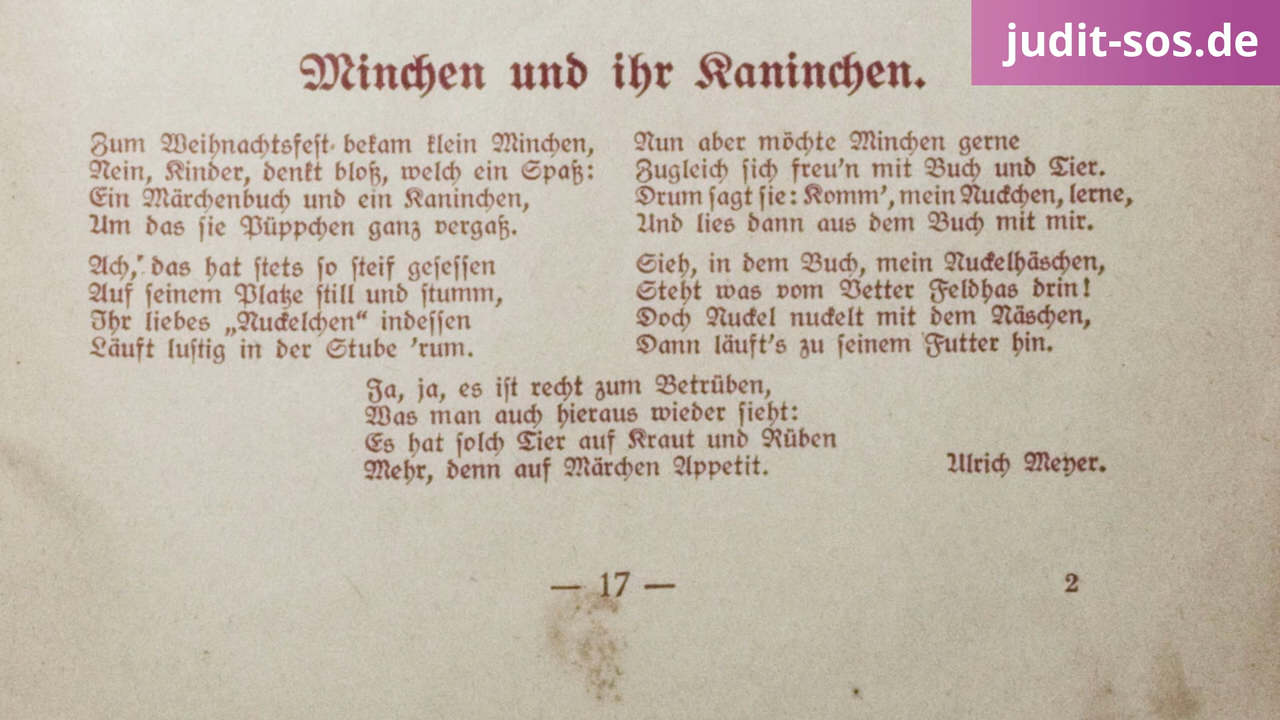 judit-sos.de
Minchen und ihr Kaninchen.
Zum Weihnachtsfest bekam klein Minchen,
Nein, Kinder, denkt bloß, welch ein Spaß:
Ein Märchenbuch und ein Kaninchen,
Um das sie Püppchen ganz vergaß.
Ach, das hat stets so steif gesessen
Auf seinem Platze still und stumm,
Ihr liebes „Nuckelchen“ indessen
Läuft lustig in der Stube ’rum.
Nun aber möchte Minchen gerne
Zugleich sich freu’n mit Buch und Tier.
Drum sagt sie: Komm’, mein Nuckchen, lerne,
Und lies dann aus dem Buch mit mir.
Sieh, in dem Buch, mein Nuckelhäschen,
Steht was vom Vetter Feldhas drin!
Doch Nuckel nuckelt mit dem Näschen,
Dann läuft’s zu seinem Futter hin.
Ja, ja, es ist recht zum Betrüben,
Was man auch hieraus wieder sieht:
Es hat solch Tier auf Kraut und Rüben
Mehr, denn auf Märchen Appetit.
Ulrich Meyer.
— 17 —
2